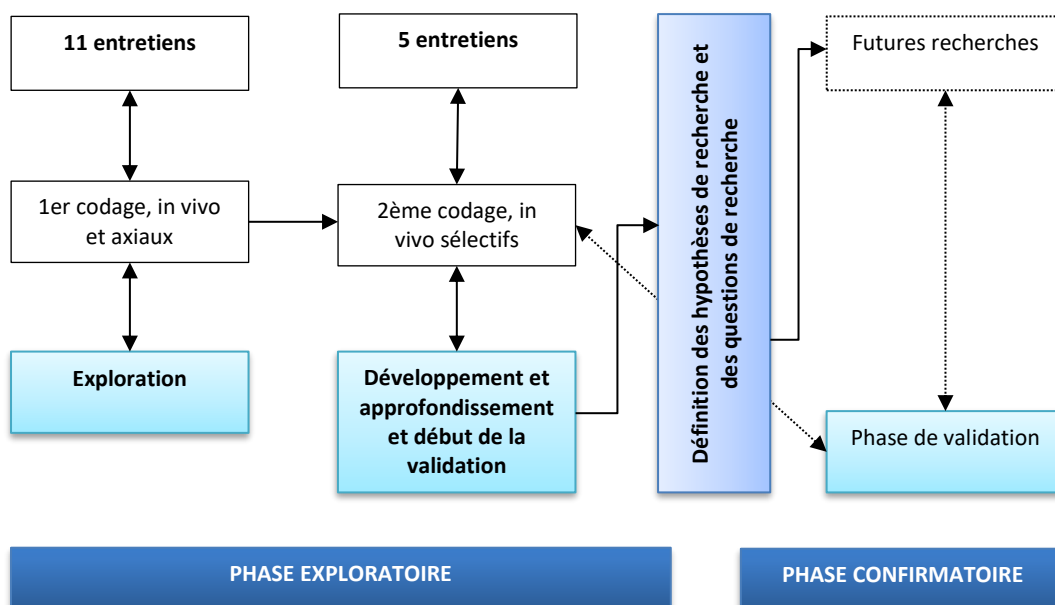 11 entretiens
5 entretiens
Futures recherches
1er codage, in vivo
et axiaux
2ème codage, in
vivo sélectifs
Définition des hypothèses de recherche et
des questions de recherche
Exploration
Développement et
approfondissement
et début de la
validation
Phase de validation
PHASE EXPLORATOIRE
PHASE CONFIRMATOIRE